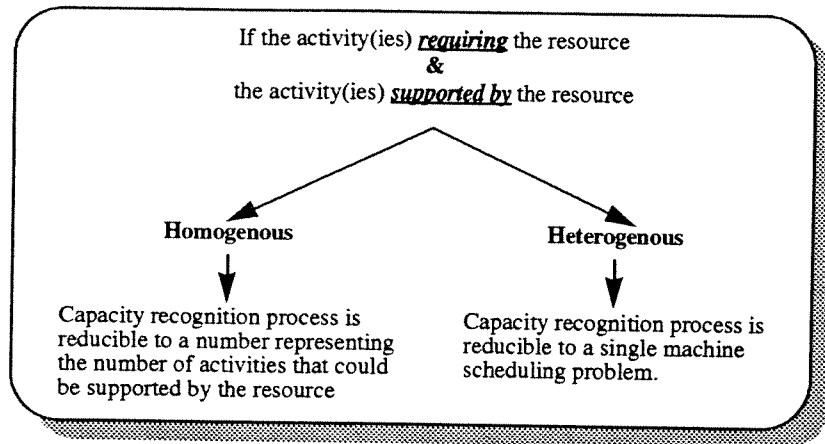 If the activity(ies) requiring the resource
&
the activity(ies) supported by the resource
Homogenous
Heterogenous
Capacity recognition process is
reducible to a number representing
the number of activities that could
be supported by the resource
Capacity recognition process is
reducible to a single machine
scheduling problem.